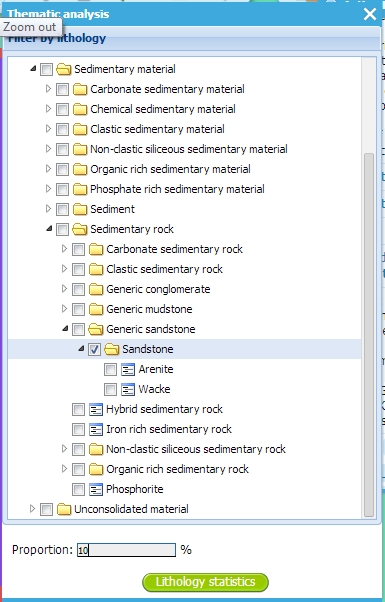 Thematic analysis
Zoom out
Filter by lithology
Sedimentary material
Carbonate sedimentary material
Chemical sedimentary material
Clastic sedimentary material
Non-clastic siliceous sedimentary material
Organic rich sedimentary material
Phosphate rich sedimentary material
Sediment
Sedimentary rock
Carbonate sedimentary rock
Clastic sedimentary rock
Generic conglomerate
Generic mudstone
Generic sandstone
Sandstone
Arenite
Wacke
Hybrid sedimentary rock
Iron rich sedimentary rock
Non-clastic siliceous sedimentary rock
Organic rich sedimentary rock
Phosphorite
Unconsolidated material
Proportion: 10 %
Lithology statistics